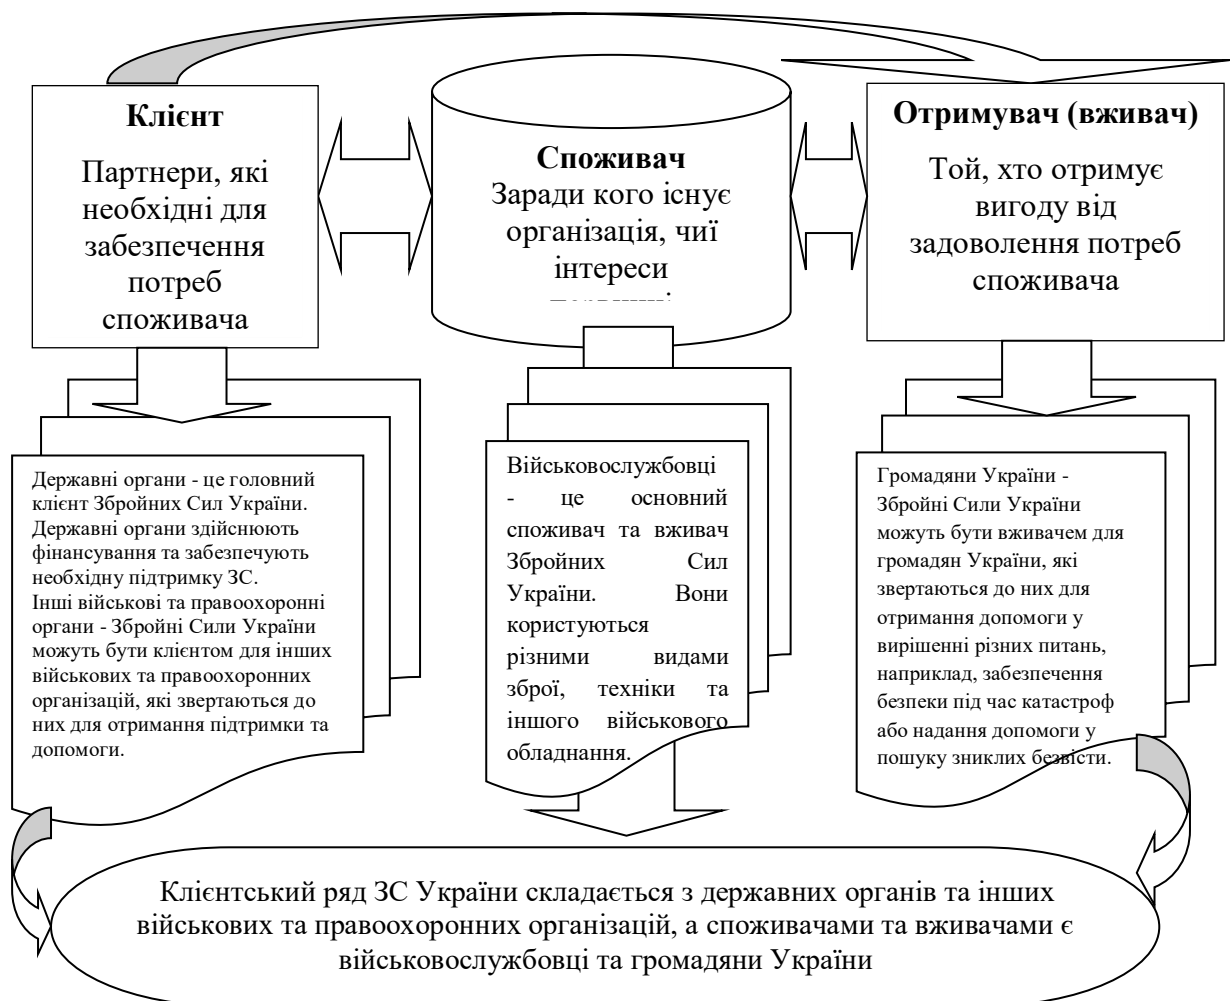 Клієнт
Партнери, які
необхідні для
забезпечення
потреб
споживача
Споживач
Заради кого існує
організація, чиї
інтереси
Отримувач (вживач)
Той, хто отримує
вигоду від
задоволення потреб
споживача
Державні органи - це головний
клієнт Збройних Сил України.
Державні органи здійснюють
фінансування та забезпечують
необхідну підтримку ЗС.
Інші військові та правоохоронні
органи - Збройні Сили України
можуть бути клієнтом для інших
військових та правоохоронних
організацій, які звертаються до
них для отримання підтримки та
допомоги.
Військовослужбовці
- це основний
споживач та вживач
Збройних Сил
України. Вони
користуються
різними видами
зброї, техніки та
іншого військового
обладнання.
Громадяни України -
Збройні Сили України
можуть бути вживачем для
громадян України, які
звертаються до них для
отримання допомоги у
вирішенні різних питань,
наприклад, забезпечення
безпеки під час катастроф
або надання допомоги у
пошуку зниклих безвісти.
Клієнтський ряд ЗС України складається з державних органів та інших
військових та правоохоронних організацій, а споживачами та вживачами є
військовослужбовці та громадяни України